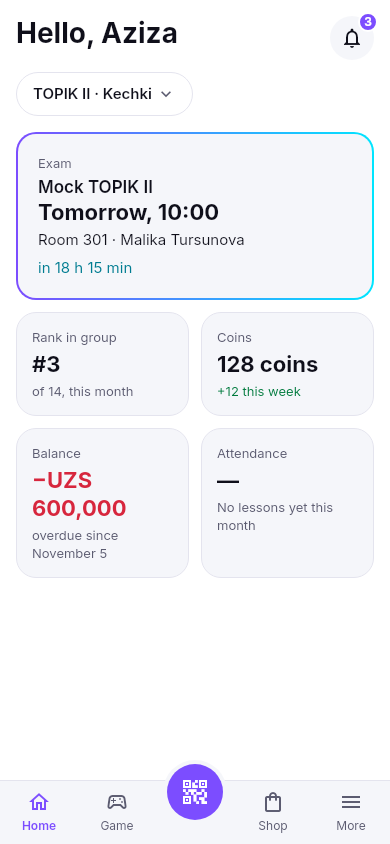 Hello, Aziza
3
TOPIK II · Kechki
Exam
Mock TOPIK II
Tomorrow, 10:00
Room 301 · Malika Tursunova
in 18 h 15 min
Rank in group
#3
of 14, this month
Coins
128 coins
+12 this week
Balance
−UZS
600,000
overdue since
November 5
Attendance
—
No lessons yet this
month
Home
Game
Shop
More